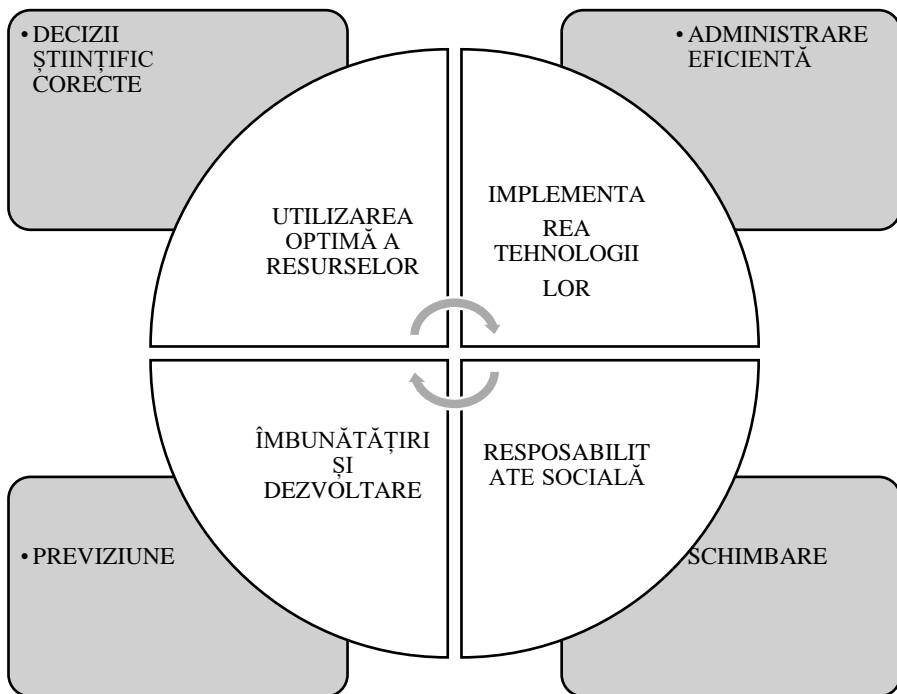 • DECIZII
ȘTIINȚIFIC
CORECTE
• ADMINISTRARE
EFICIENTĂ
UTILIZAREA
OPTIMĂ A
RESURSELOR
IMPLEMENTA
REA
TEHNOLOGII
LOR
ÎMBUNĂTĂȚIRI
ȘI
DEZVOLTARE
RESPOSABILIT
ATE SOCIALĂ
• PREVIZIUNE
SCHIMBARE